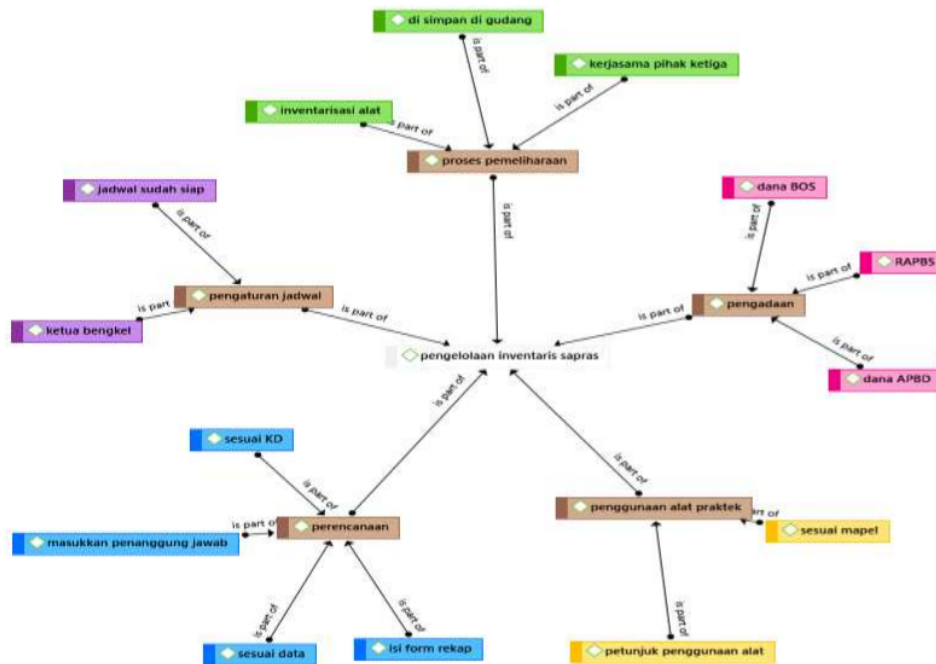 di simpan di gudang
is part of
kerjasama pihak ketiga
is part of
inventarisasi alat
is part of
proses pemeliharaan
is part of
jadwal sudah siap
is part of
dana BOS
is part of
RAPBS
is part of
pengaturan jadwal
is part
is part of
pengadaan
is part of
ketua bengkel
pengelolaan inventaris sapras
is part of
dana APBD
is part of
is part of
sesuai KD
is part of
penggunaan alat praktek
part of
is part of
perencanaan
sesuai mapel
masukkan penanggung jawab
is part of
is part of
is part of
sesuai data
isi form rekap
petunjuk penggunaan alat